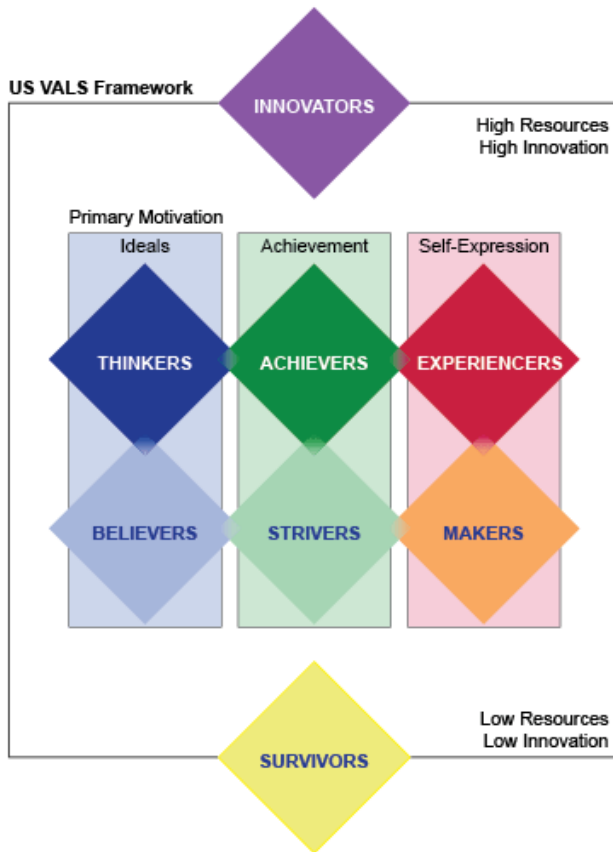 US VALS Framework
INNOVATORS
High Resources
High Innovation
Primary Motivation
Ideals
Achievement
Self-Expression
THINKERS
ACHIEVERS
EXPERIENCERS
BELIEVERS
STRIVERS
MAKERS
Low Resources
Low Innovation
SURVIVORS